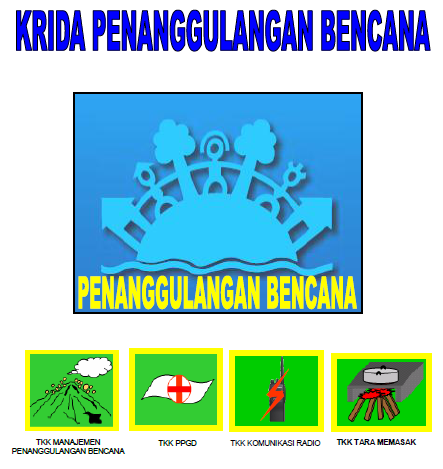 KRIDA PENANGGULANGAN BENCANA
PENANGGULANGAN BENCANA
TKK MANAJEMEN
PENANGGULANGAN BENCANA
TKK PPGD
TKK KOMUNIKASI RADIO
TKK TARA MEMASAK